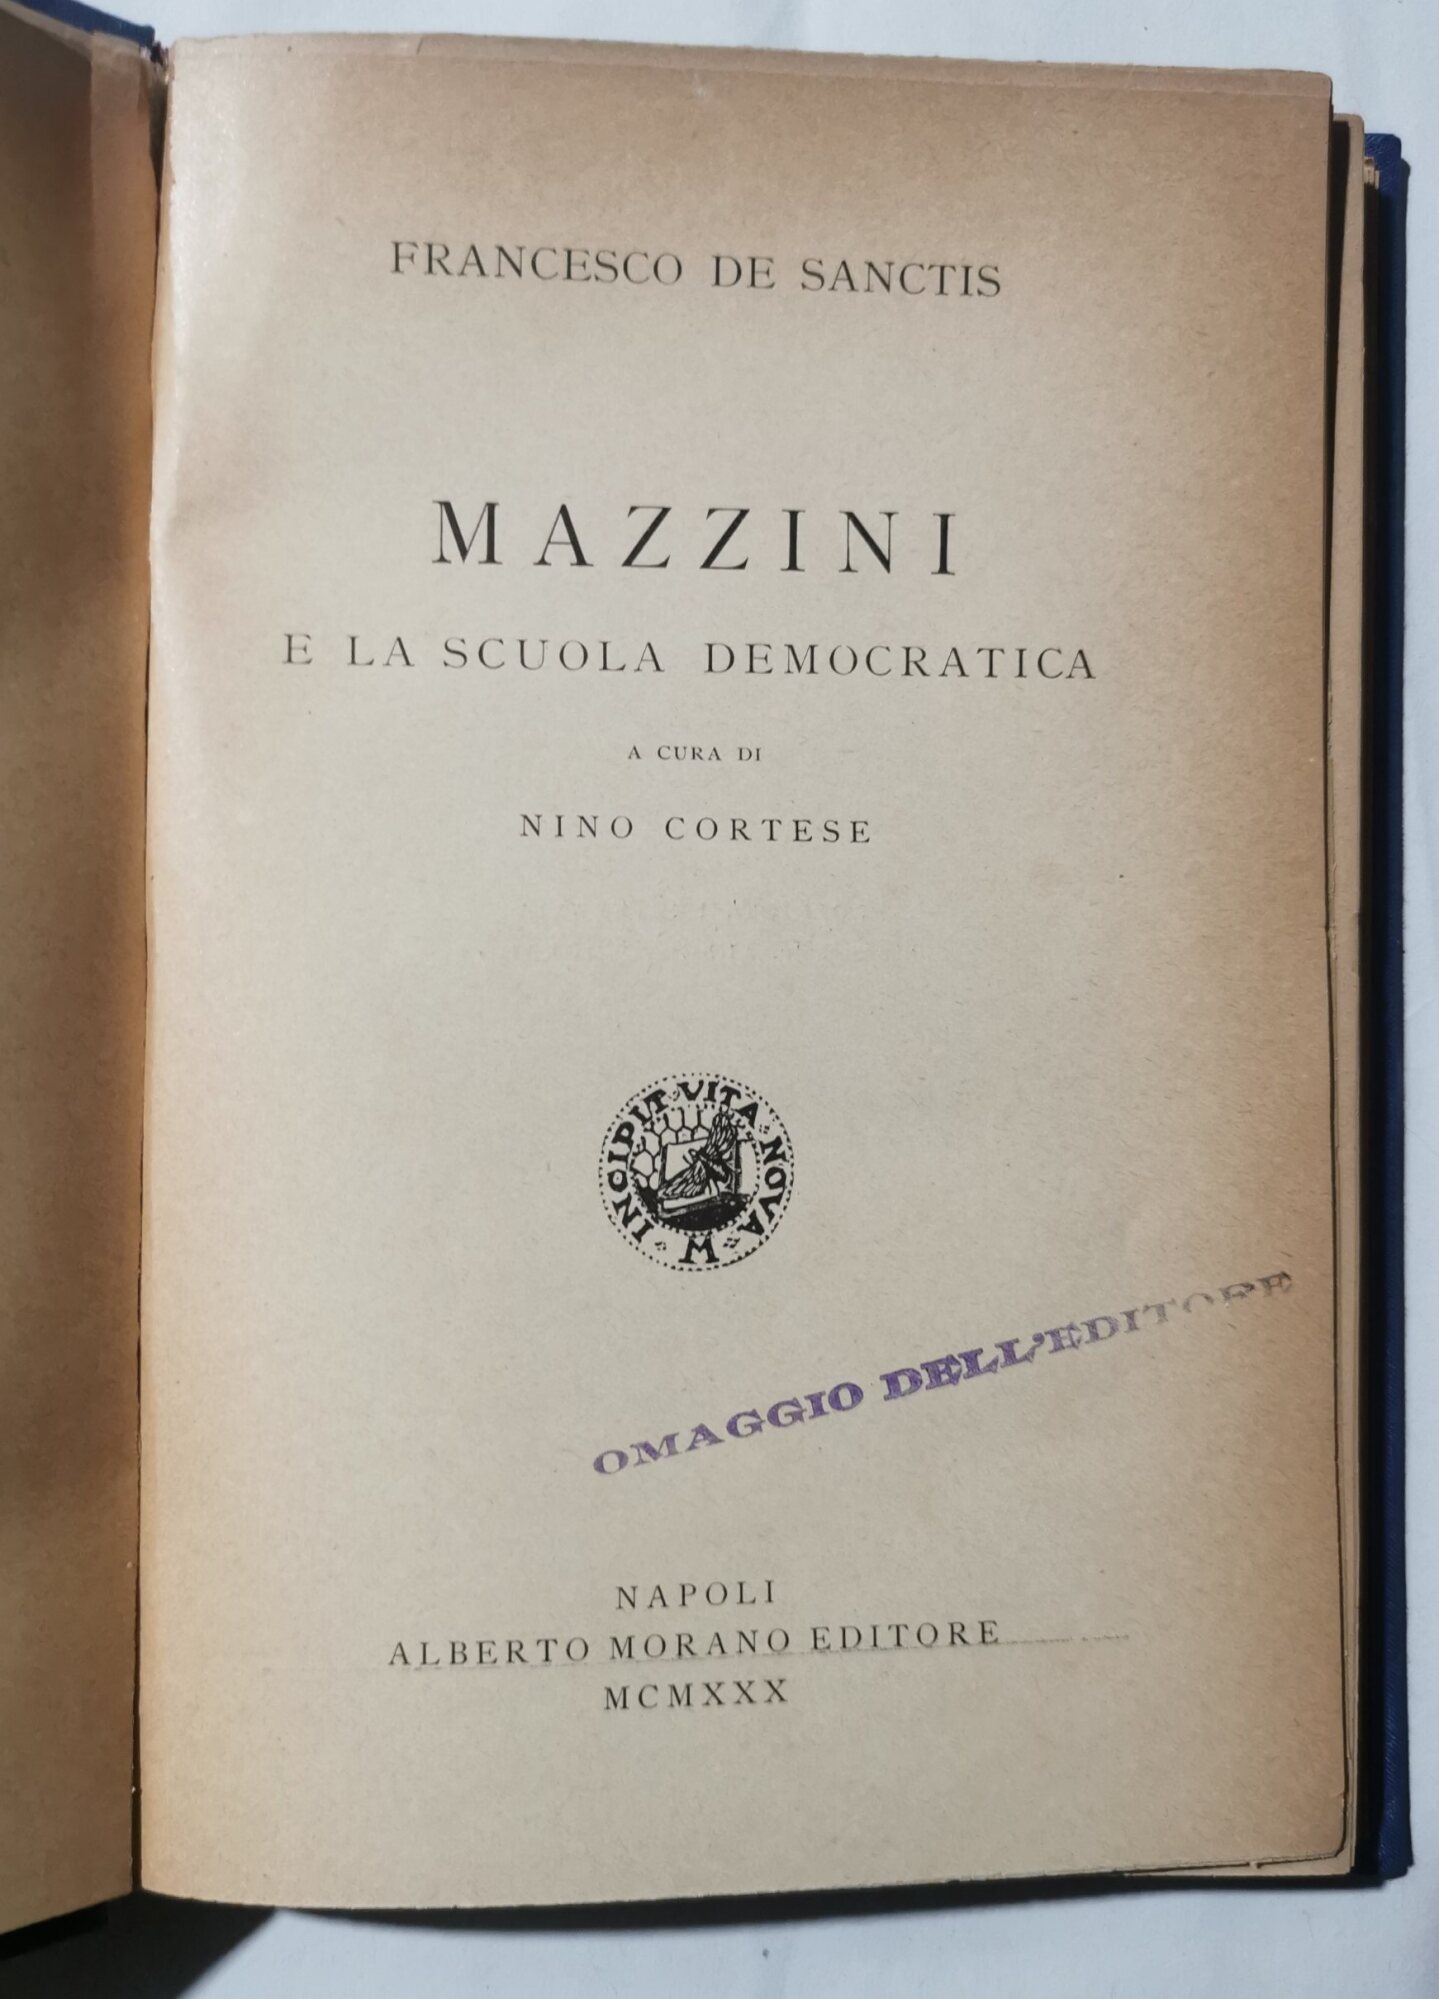 FRANCESCO DE SANCTIS
MAZZINI
E LA SCUOLA DEMOCRATICA
A CURA DI
NINO CORTESE
INCIPIT VITA NOVA
M
OMAGGIO DELL'EDITORE
NAPOLI
ALBERTO MORANO EDITORE
MCMXXX